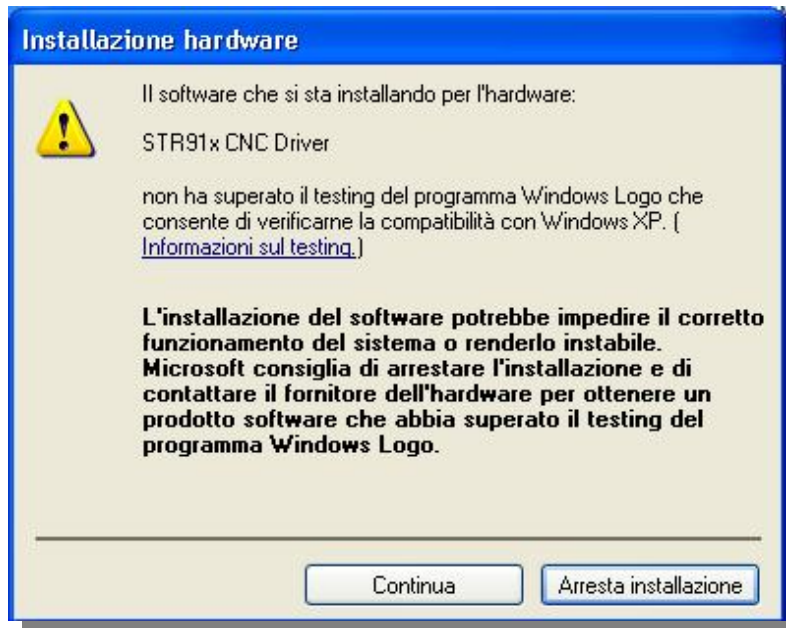 Installazione hardware
Il software che si sta installando per l'hardware:
STR91x CNC Driver
non ha superato il testing del programma Windows Logo che
consente di verificarne la compatibilità con Windows XP. (
Informazioni sul testing.)
L'installazione del software potrebbe impedire il corretto
funzionamento del sistema o renderlo instabile.
Microsoft consiglia di arrestare l'installazione e di
contattare il fornitore dell'hardware per ottenere un
prodotto software che abbia superato il testing del
programma Windows Logo.
Continua
Arresta installazione